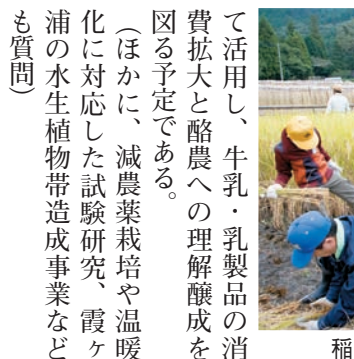 稲
て活用し、牛乳・乳製品の消
費拡大と酪農への理解醸成を
図る予定である。
(ほかに、減農薬栽培や温暖
化に対応した試験研究、霞ヶ
浦の水生植物帯造成事業など
も質問)